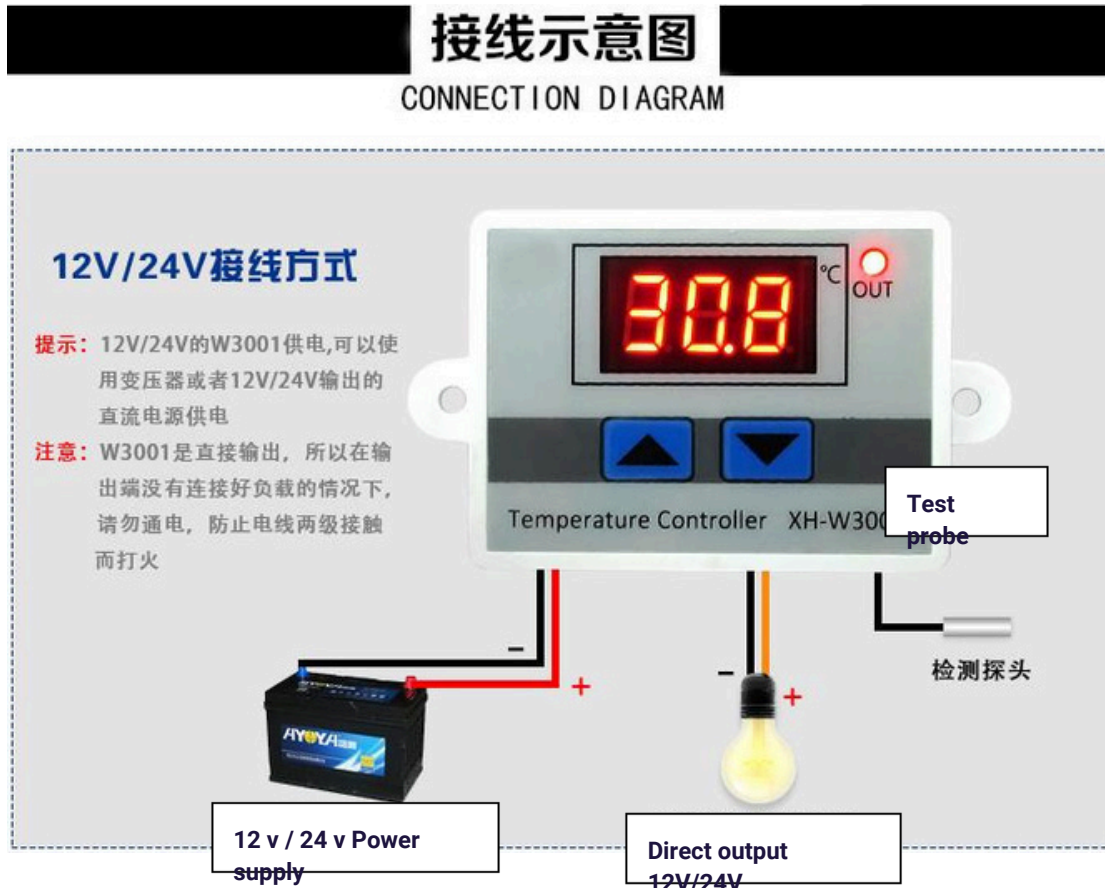 接线示意图
CONNECTION DIAGRAM
12V/24V接线方式
提示：12V/24V的W3001供电,可以使
用变压器或者12V/24V输出的
直流电源供电
注意：W3001是直接输出，所以在输
出端没有连接好负载的情况下，
请勿通电，防止电线两级接触
而打火
30.8
℃
OUT
Temperature Controller XH-W300
Test
probe
−
+
−
+
检测探头
AYOYA
12 v / 24 v Power
supply
Direct output
12V/24V